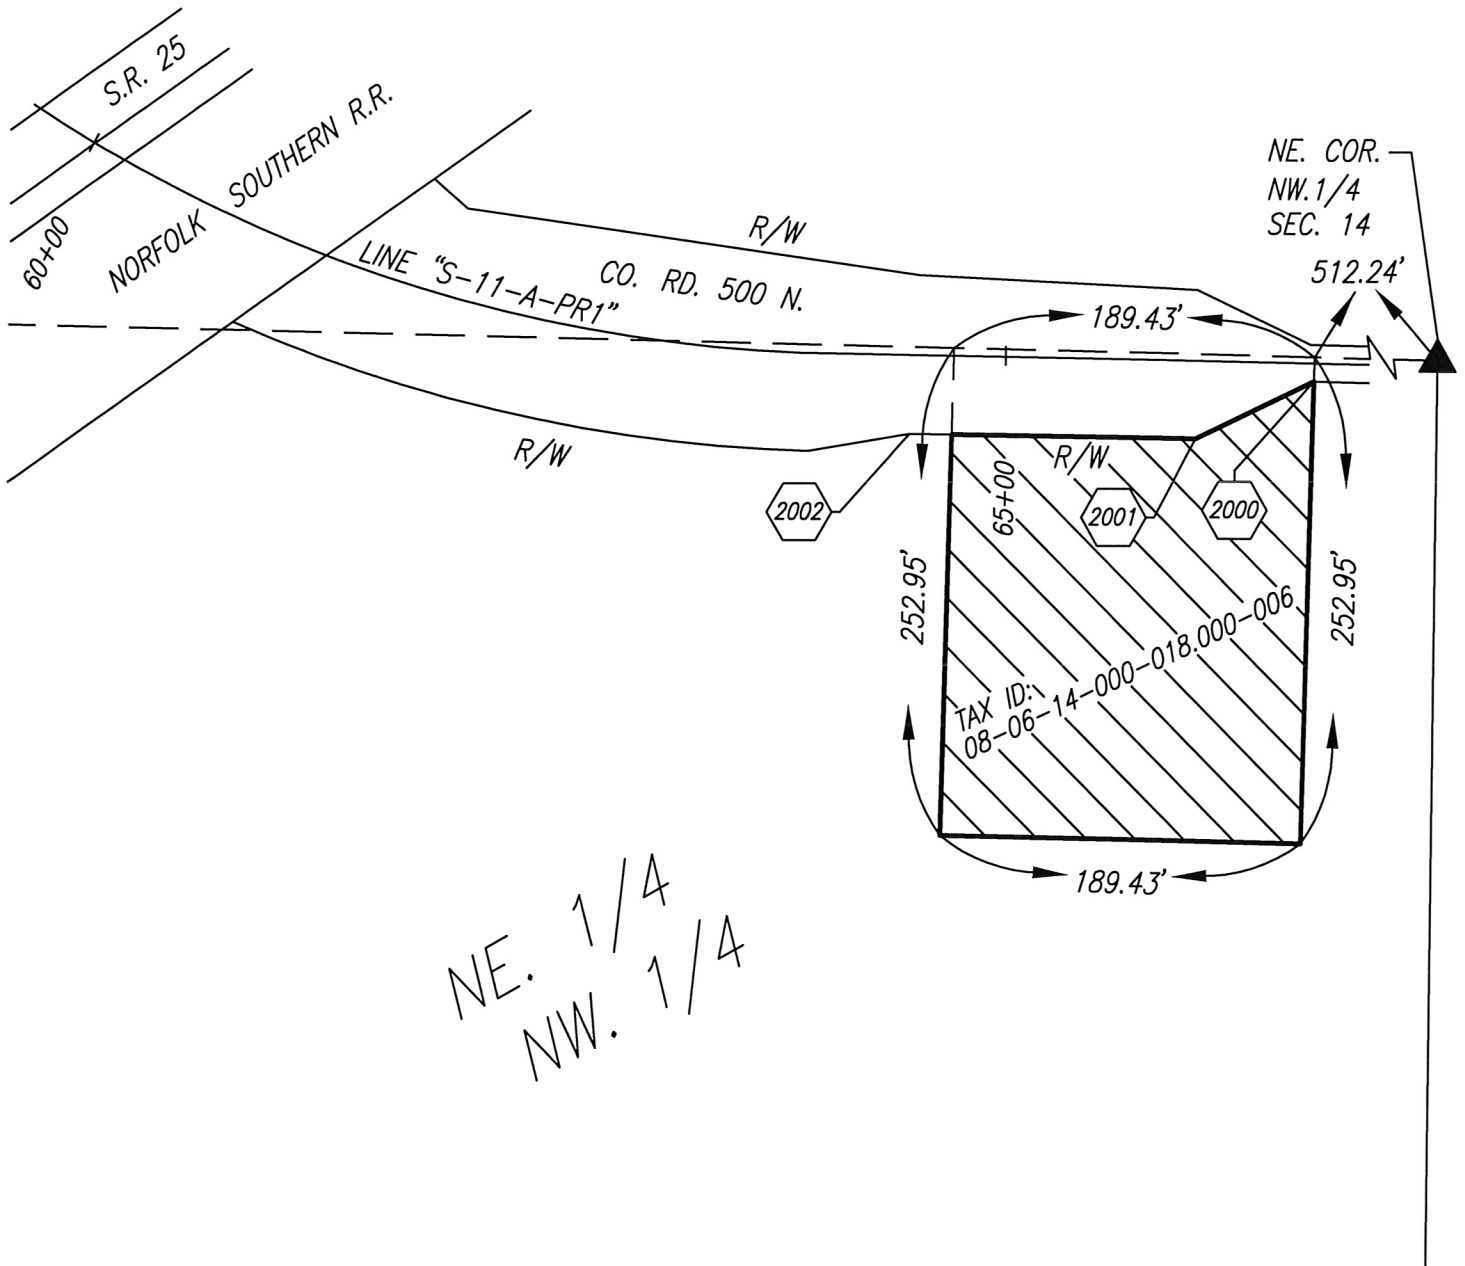 S.R. 25
NORFOLK SOUTHERN R.R.
60+00
NE. COR.
NW.1/4
SEC. 14
512.24'
R/W
CO. RD. 500 N.
LINE "S-11-A-PR1"
189.43'
R/W
R/W
65+00
2002
2001
2000
252.95'
252.95'
TAX ID:
08-06-14-000-018.000-006
189.43'
NE. 1/4
NW. 1/4